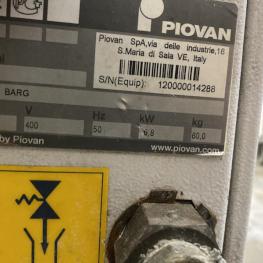 PIOVAN
Piovan SpA,via delle industrie,16
S.Maria di Sala VE, Italy
S/N(Equip): 120000014288
BARG
V Hz kW kg
400 50 6,8 60,0
by Piovan www.piovan.com